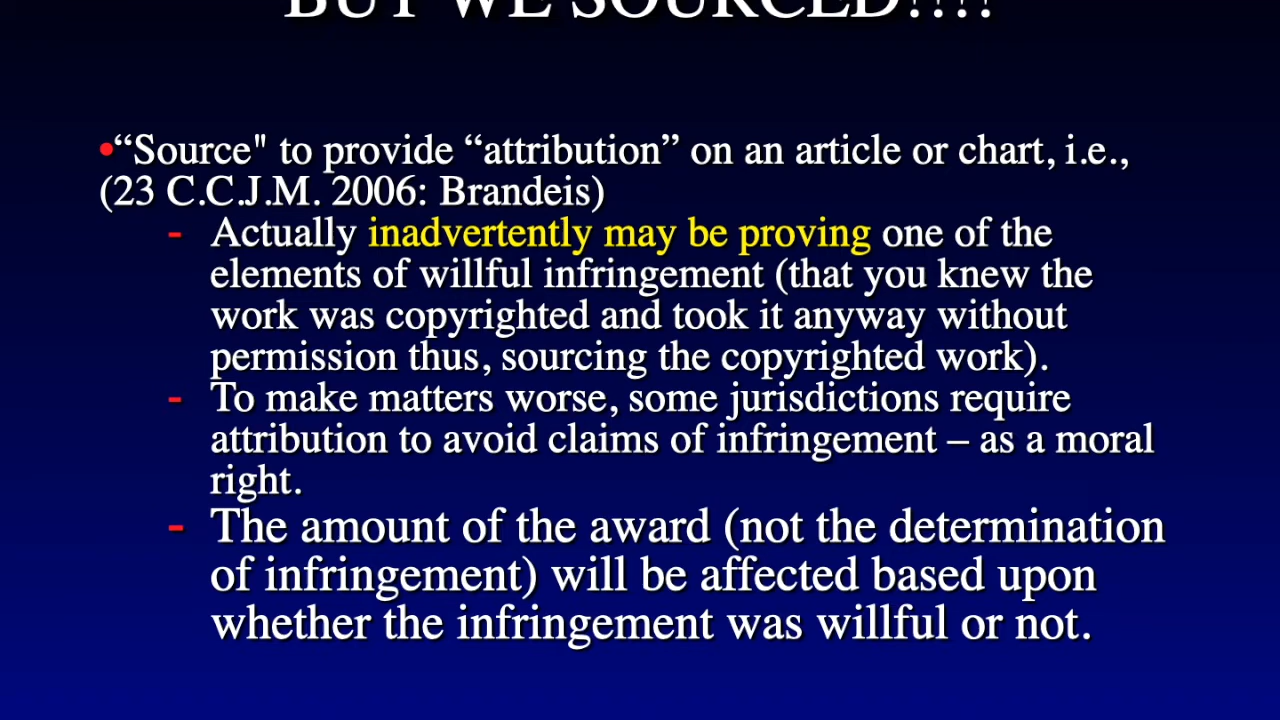 BUT WE SOURCED!!!!
•“Source" to provide “attribution” on an article or chart, i.e.,
(23 C.C.J.M. 2006: Brandeis)
- Actually inadvertently may be proving one of the
elements of willful infringement (that you knew the
work was copyrighted and took it anyway without
permission thus, sourcing the copyrighted work).
- To make matters worse, some jurisdictions require
attribution to avoid claims of infringement – as a moral
right.
- The amount of the award (not the determination
of infringement) will be affected based upon
whether the infringement was willful or not.